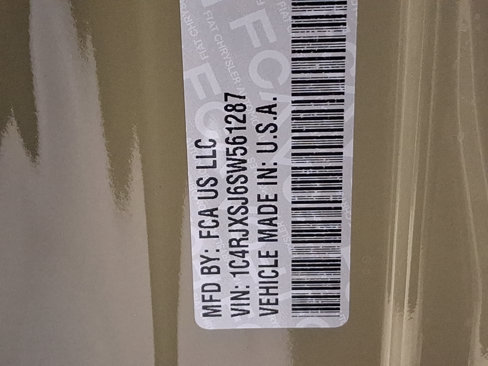 MFD BY: FCA US LLC
VIN: 1C4RJXSJ6SW561287
VEHICLE MADE IN: U.S.A.